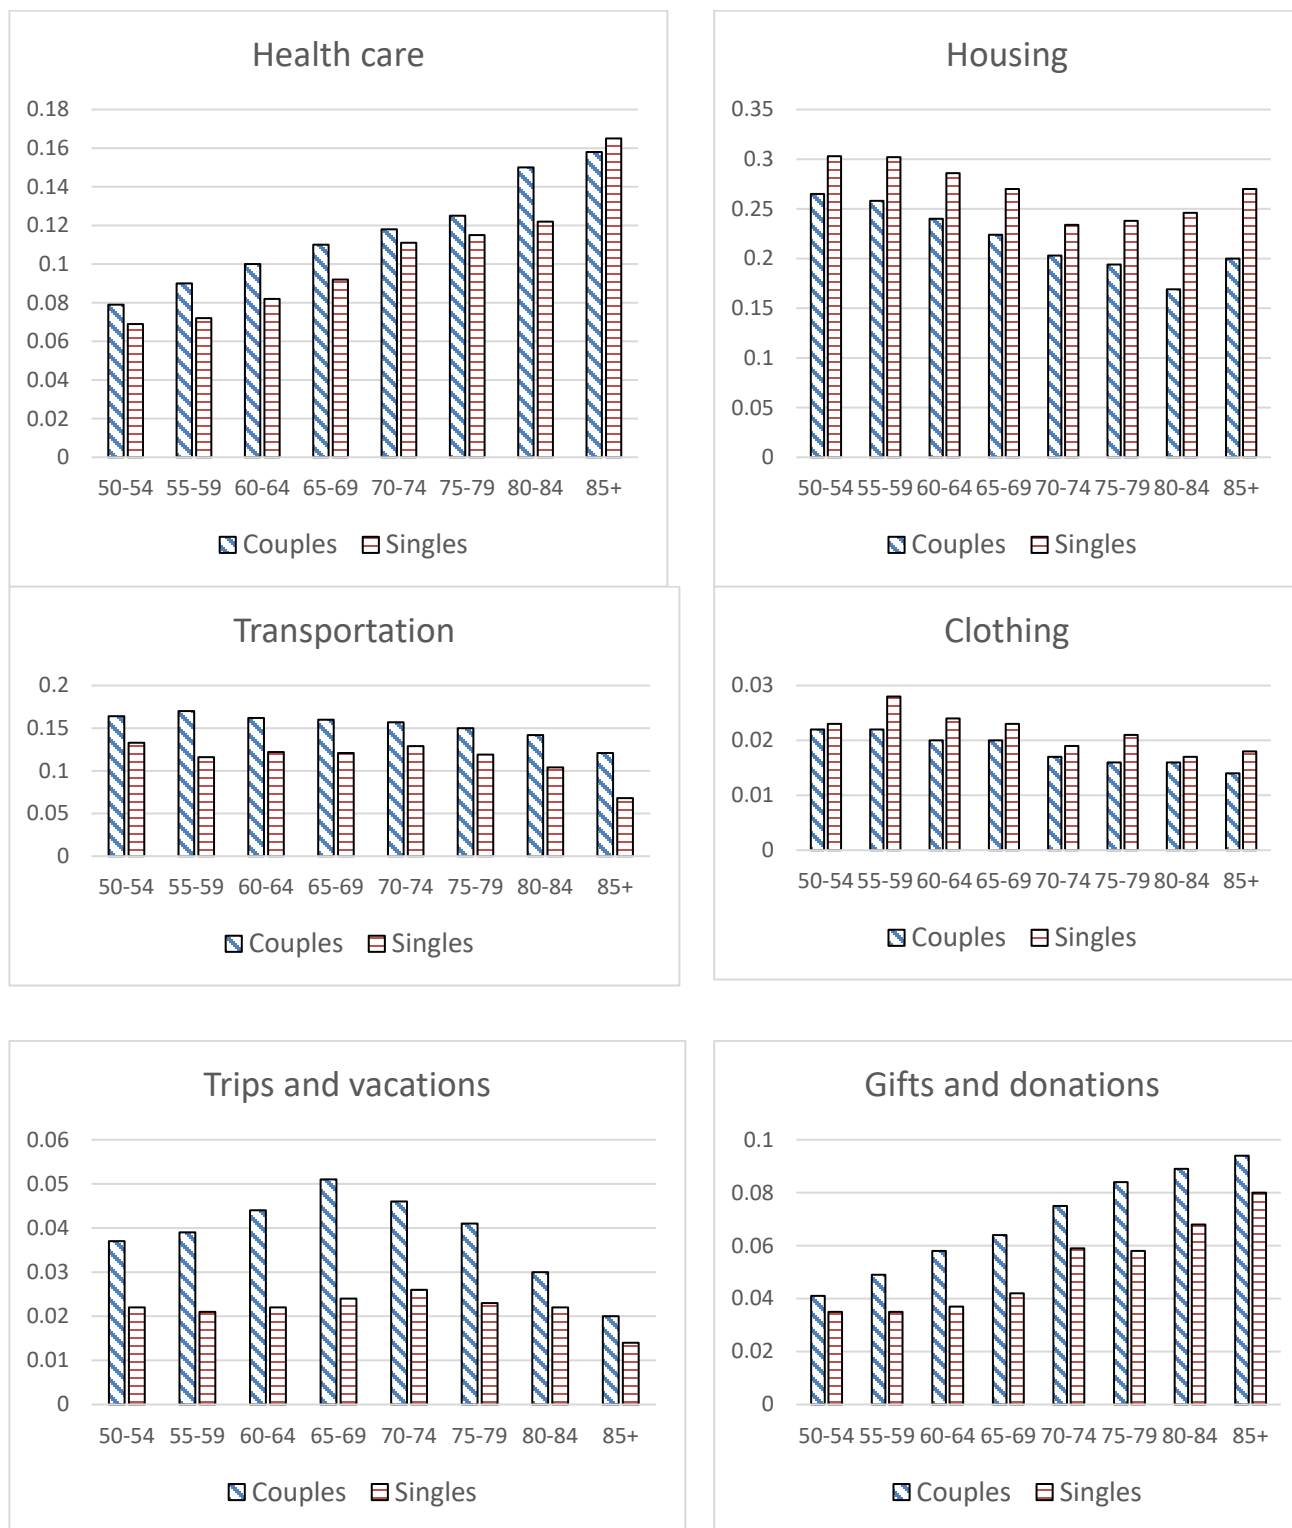 Health care
0.18
0.16
0.14
0.12
0.1
0.08
0.06
0.04
0.02
0
50-54 55-59 60-64 65-69 70-74 75-79 80-84 85+
Couples Singles
Housing
0.35
0.3
0.25
0.2
0.15
0.1
0.05
0
50-54 55-59 60-64 65-69 70-74 75-79 80-84 85+
Couples Singles
Transportation
0.2
0.15
0.1
0.05
0
50-54 55-59 60-64 65-69 70-74 75-79 80-84 85+
Couples Singles
Clothing
0.03
0.02
0.01
0
50-54 55-59 60-64 65-69 70-74 75-79 80-84 85+
Couples Singles
Trips and vacations
0.06
0.05
0.04
0.03
0.02
0.01
0
50-54 55-59 60-64 65-69 70-74 75-79 80-84 85+
Couples Singles
Gifts and donations
0.1
0.08
0.06
0.04
0.02
0
50-54 55-59 60-64 65-69 70-74 75-79 80-84 85+
Couples Singles